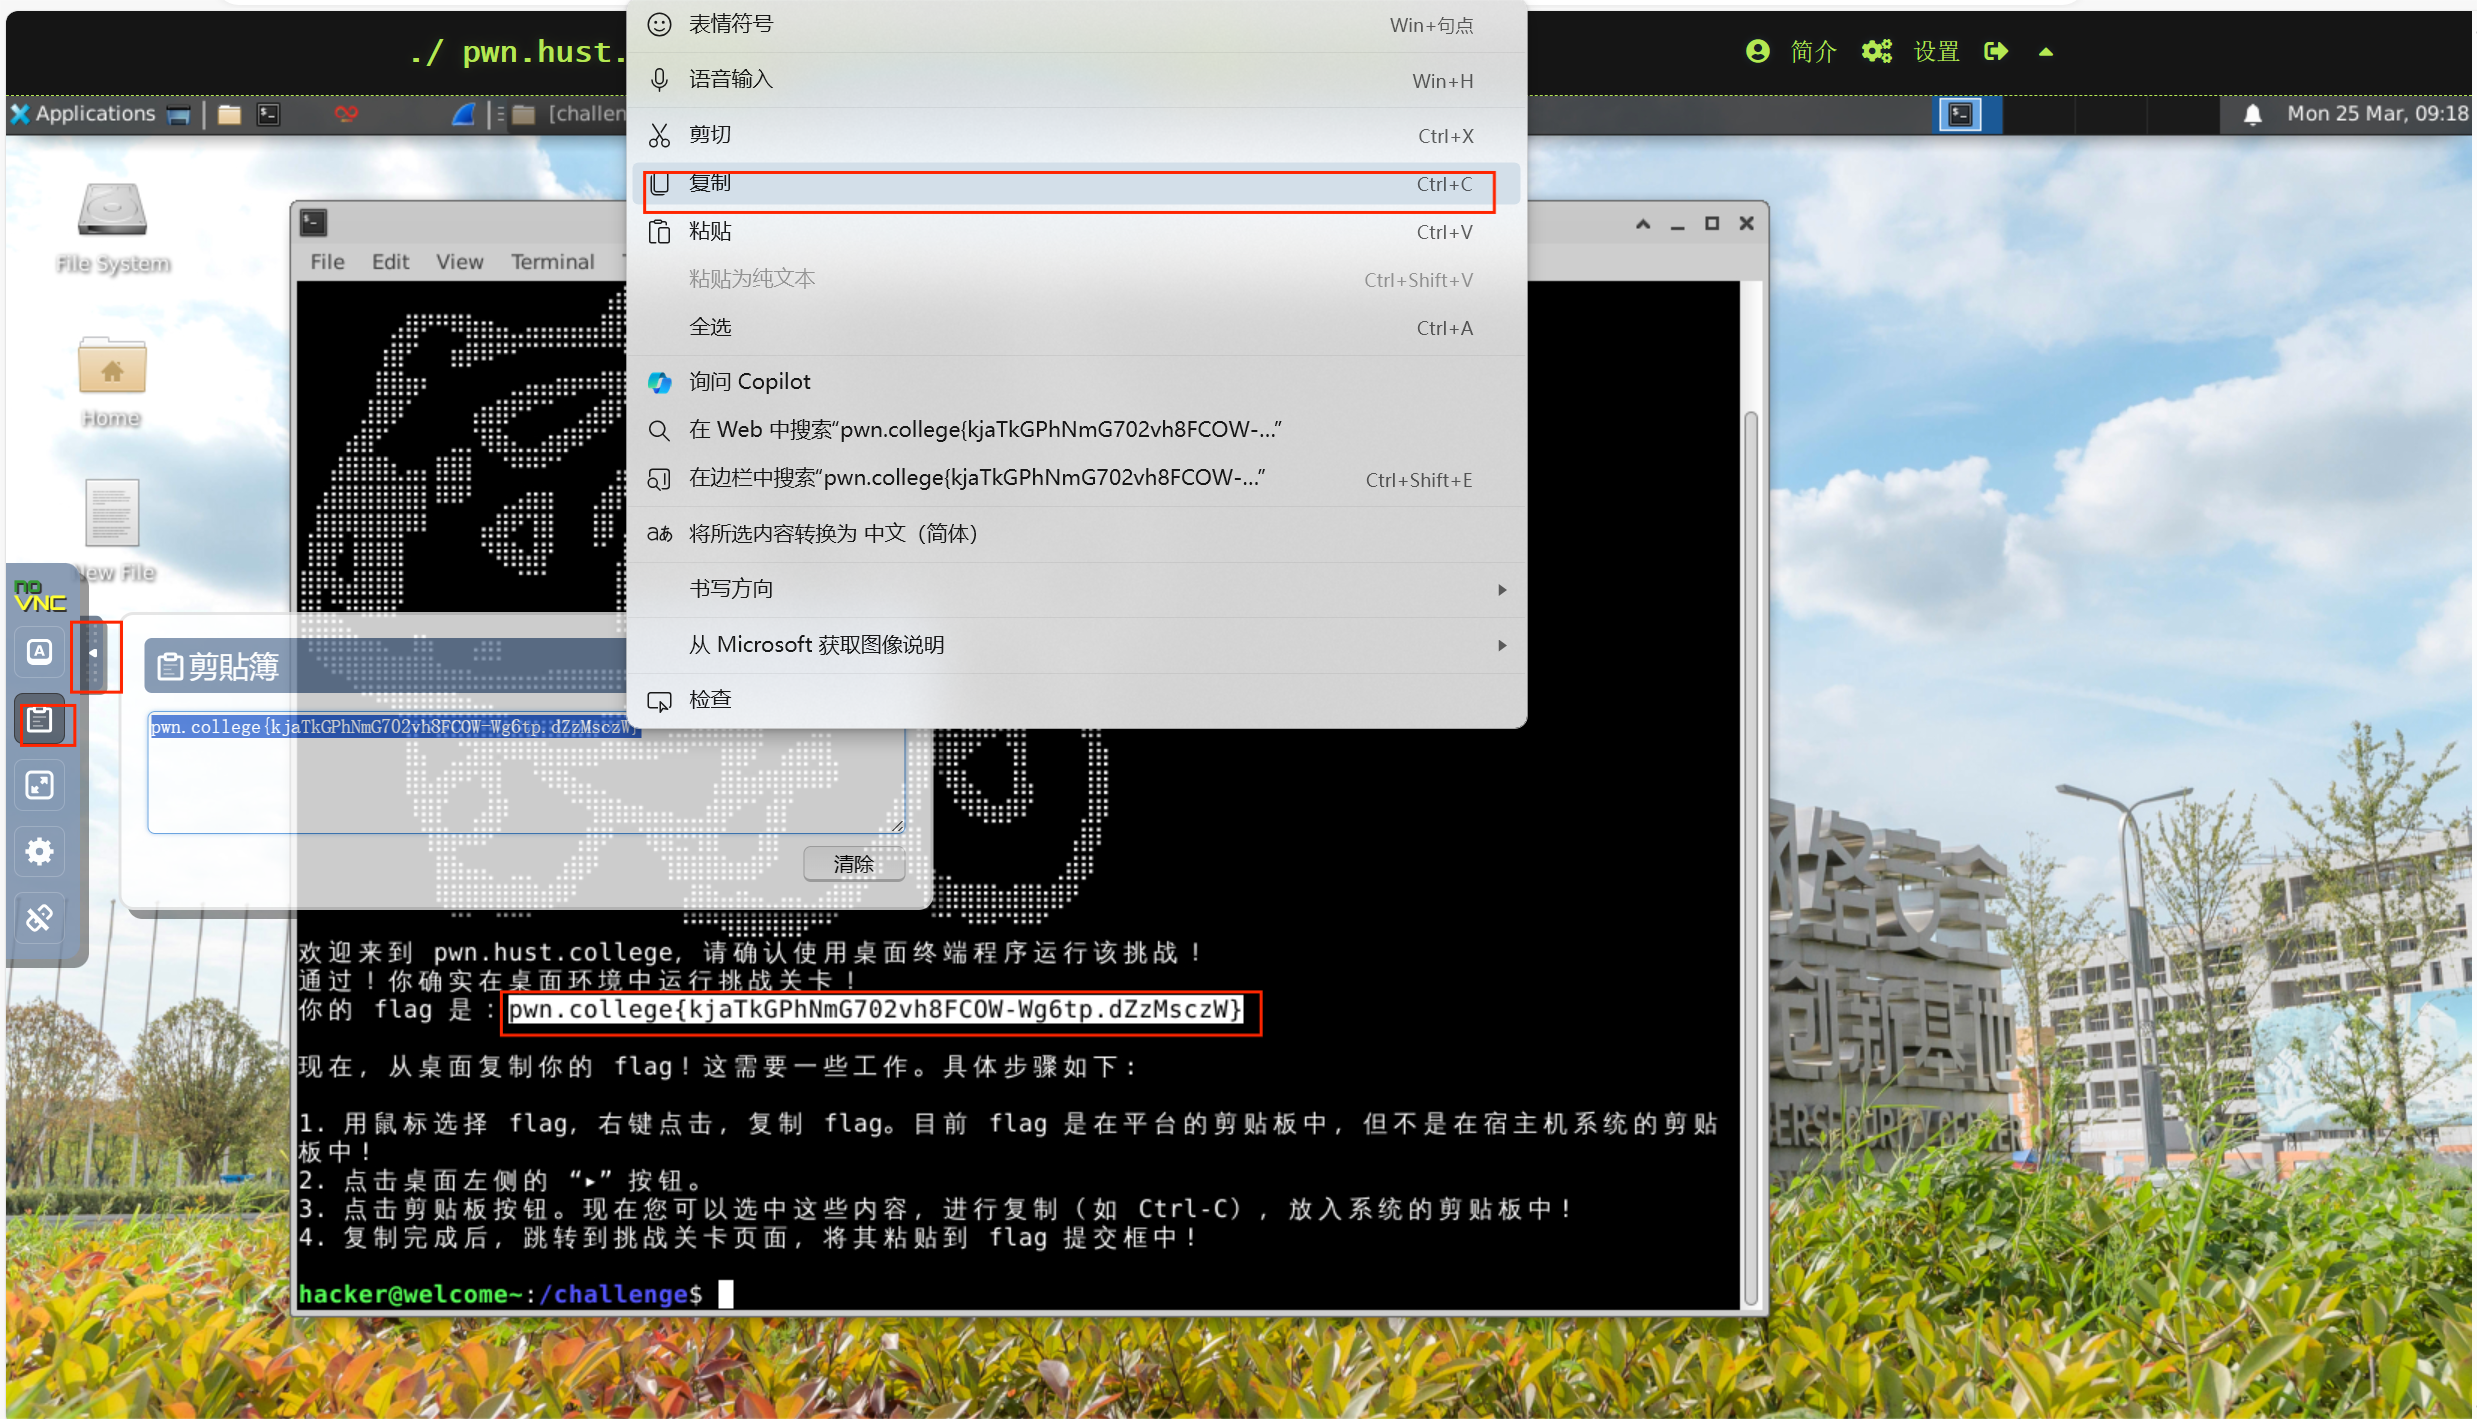 ./ pwn.hust.
简介
设置
Applications
[challen
Mon 25 Mar, 09:18
表情符号 Win+句点
语音输入 Win+H
剪切 Ctrl+X
复制 Ctrl+C
粘贴 Ctrl+V
粘贴为纯文本 Ctrl+Shift+V
全选 Ctrl+A
询问 Copilot
在 Web 中搜索“pwn.college{kjaTkGPhNmG702vh8FCOW-...”
在边栏中搜索“pwn.college{kjaTkGPhNmG702vh8FCOW-...” Ctrl+Shift+E
将所选内容转换为 中文（简体）
书写方向
从 Microsoft 获取图像说明
检查
File System
Home
New File
File Edit View Terminal
no
VNC
剪貼簿
pwn.college{kjaTkGPhNmG702vh8FCOW-Wg6tp.dZzMsczW}
清除
欢迎来到 pwn.hust.college, 请确认使用桌面终端程序运行该挑战！
通过！你确实在桌面环境中运行挑战关卡！
你的 flag 是：pwn.college{kjaTkGPhNmG702vh8FCOW-Wg6tp.dZzMsczW}
现在, 从桌面复制你的 flag！这需要一些工作。具体步骤如下：
1. 用鼠标选择 flag, 右键点击, 复制 flag。目前 flag 是在平台的剪贴板中, 但不是在宿主机系统的剪贴
板中！
2. 点击桌面左侧的 “▸” 按钮。
3. 点击剪贴板按钮。现在您可以选中这些内容, 进行复制（如 Ctrl-C）, 放入系统的剪贴板中！
4. 复制完成后, 跳转到挑战关卡页面, 将其粘贴到 flag 提交框中！
hacker@welcome~:/challenge$